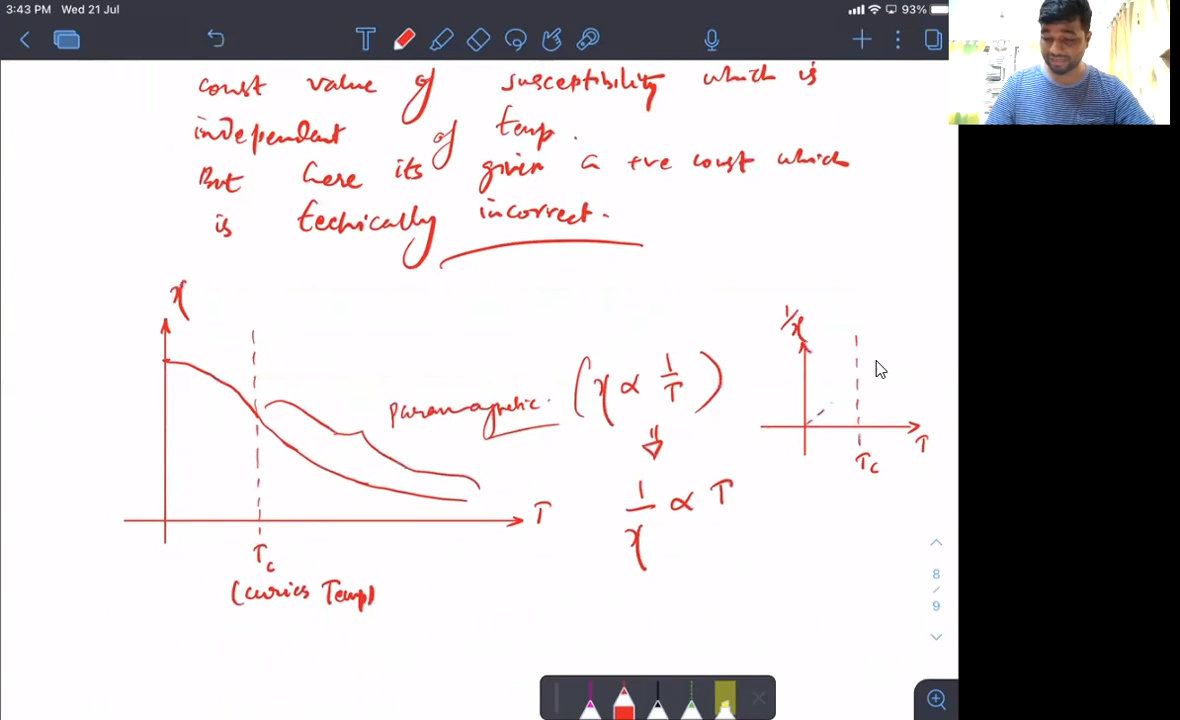 3:43 PM Wed 21 Jul
93%
const value of susceptibility which is
independent of temp.
But here its given a +ve const which
is techically incorrect.
χ
paramagnetic. (χ ∝ 1/T)
⇓
1/χ ∝ T
T
Tc
(Curies Temp)
1/χ
T
Tc
8
/
9